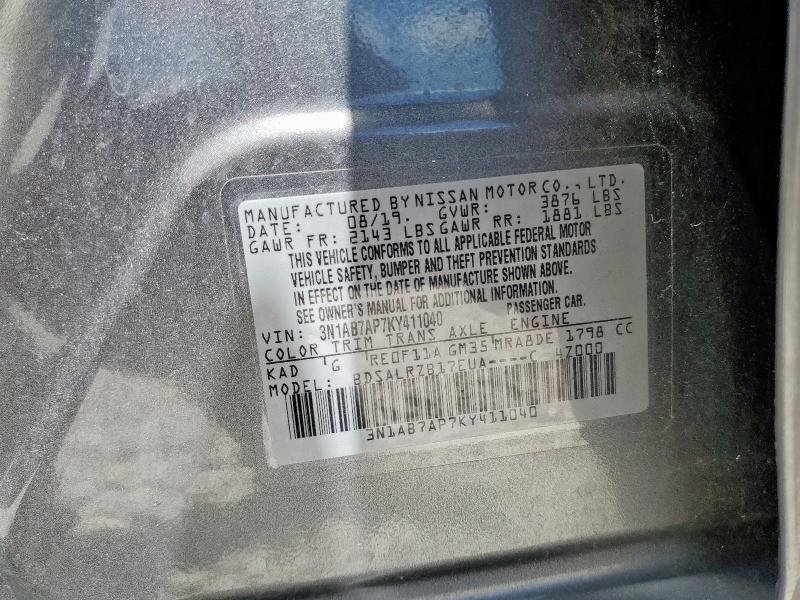 MANUFACTURED BY NISSAN MOTOR CO., LTD.
DATE: 08/19. GVWR: 3876 LBS
GAWR FR: 2143 LBS GAWR RR: 1881 LBS
THIS VEHICLE CONFORMS TO ALL APPLICABLE FEDERAL MOTOR
VEHICLE SAFETY, BUMPER AND THEFT PREVENTION STANDARDS
IN EFFECT ON THE DATE OF MANUFACTURE SHOWN ABOVE.
SEE OWNER'S MANUAL FOR ADDITIONAL INFORMATION.
VIN: 3N1AB7AP7KY411040 PASSENGER CAR.
COLOR TRIM TRANS AXLE ENGINE
KAD G RE0F11A GM35 MRA8DE 1798 CC
MODEL: BDSALRZB17EUA----C 47000
3N1AB7AP7KY411040